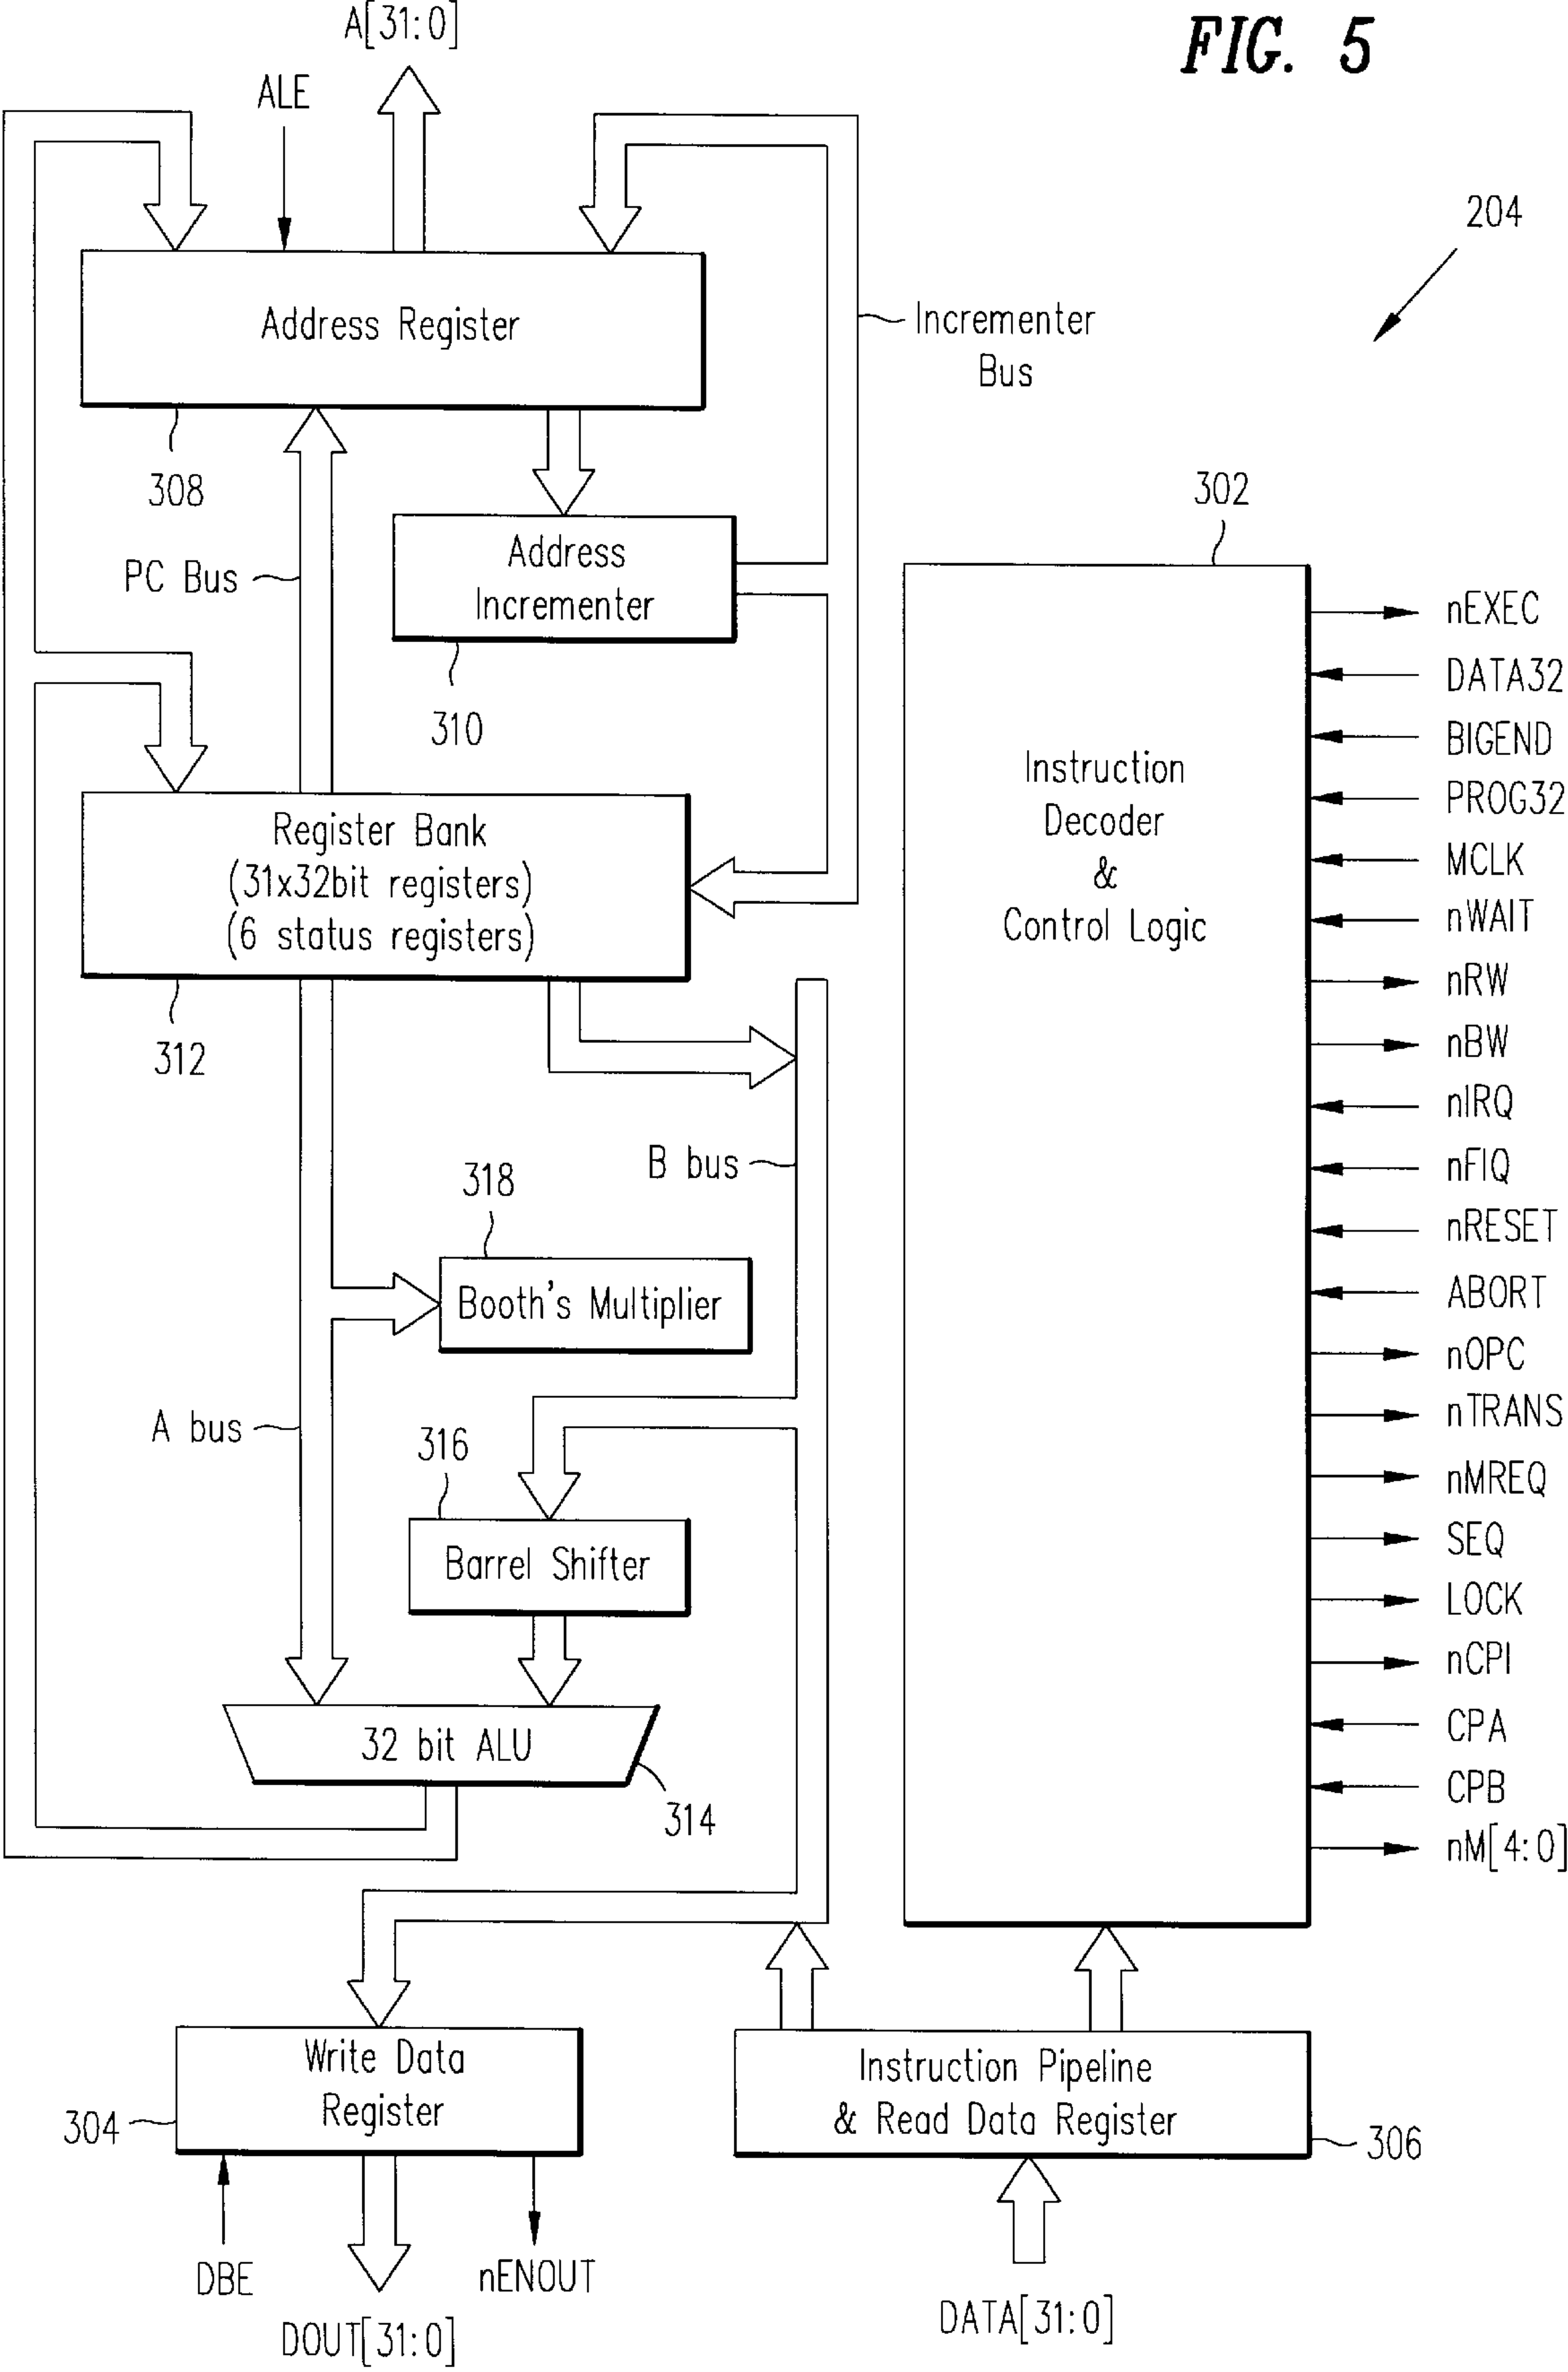 FIG. 5
A[31:0]
ALE
204
Address Register
Incrementer
Bus
308
302
PC Bus
Address
Incrementer
310
nEXEC
DATA32
BIGEND
PROG32
MCLK
nWAIT
nRW
nBW
nIRQ
nFIQ
nRESET
ABORT
nOPC
nTRANS
nMREQ
SEQ
LOCK
nCPI
CPA
CPB
nM[4:0]
Instruction
Decoder
&
Control Logic
Register Bank
(31x32bit registers)
(6 status registers)
312
B bus
318
Booth's Multiplier
A bus
316
Barrel Shifter
32 bit ALU
314
Write Data
Register
304
Instruction Pipeline
& Read Data Register
306
DBE
nENOUT
DOUT[31:0]
DATA[31:0]